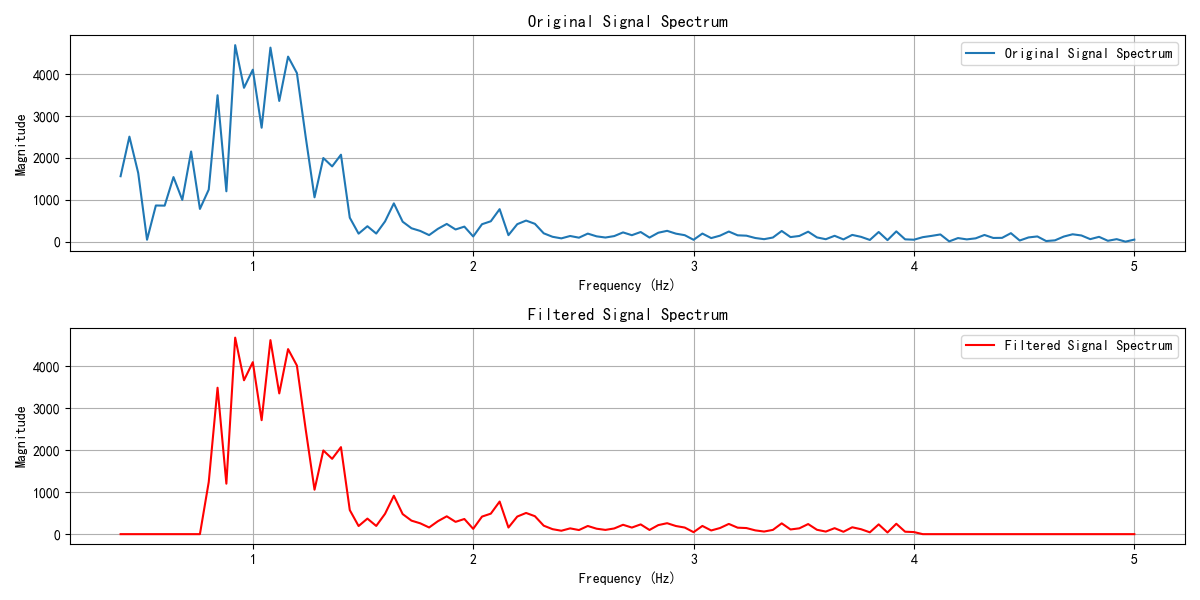 Original Signal Spectrum
Original Signal Spectrum
Magnitude
4000
3000
2000
1000
0
1
2
3
4
5
Frequency (Hz)
Filtered Signal Spectrum
Filtered Signal Spectrum
Magnitude
4000
3000
2000
1000
0
1
2
3
4
5
Frequency (Hz)